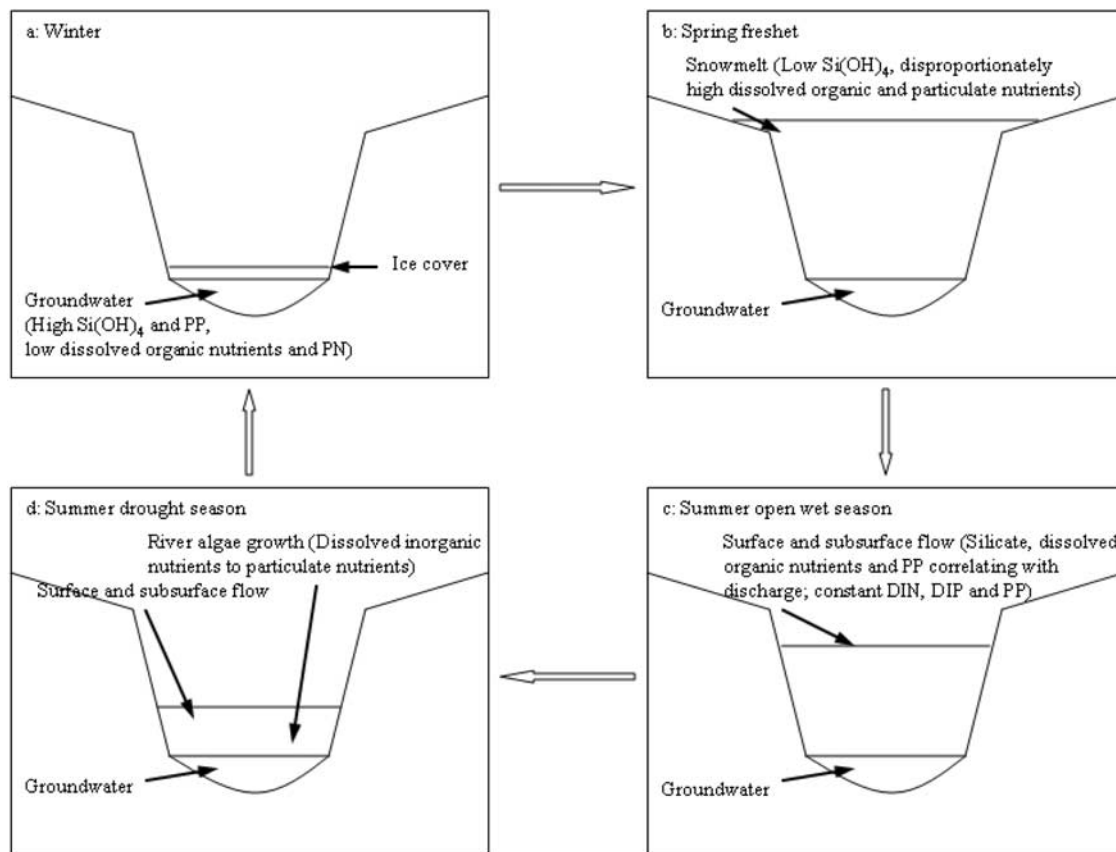 a: Winter
Ice cover
Groundwater
(High Si(OH)₄ and PP,
low dissolved organic nutrients and PN)
b: Spring freshet
Snowmelt (Low Si(OH)₄, disproportionately
high dissolved organic and particulate nutrients)
Groundwater
d: Summer drought season
River algae growth (Dissolved inorganic
nutrients to particulate nutrients)
Surface and subsurface flow
Groundwater
c: Summer open wet season
Surface and subsurface flow (Silicate, dissolved
organic nutrients and PP correlating with
discharge; constant DIN, DIP and PP)
Groundwater